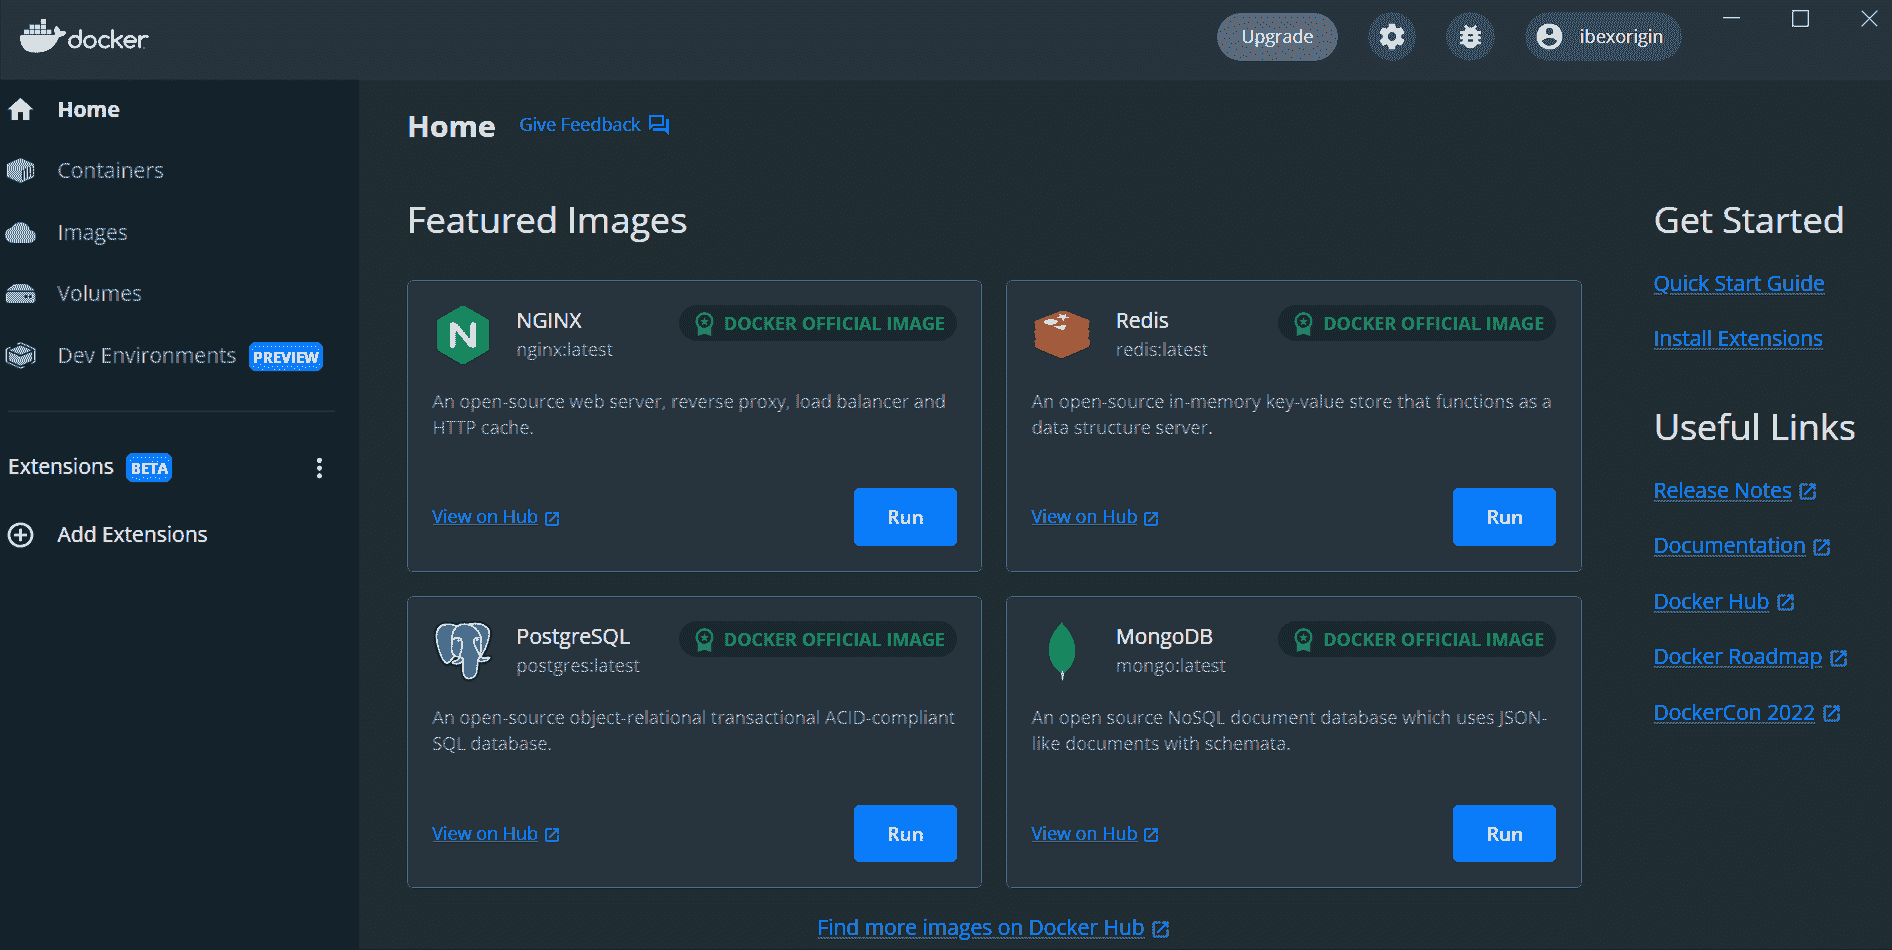 docker
Upgrade
ibexorigin
Home
Containers
Images
Volumes
Dev Environments PREVIEW
Extensions BETA
Add Extensions
Home Give Feedback
Featured Images
NGINX
DOCKER OFFICIAL IMAGE
nginx:latest
An open-source web server, reverse proxy, load balancer and
HTTP cache.
View on Hub
Run
Redis
DOCKER OFFICIAL IMAGE
redis:latest
An open-source in-memory key-value store that functions as a
data structure server.
View on Hub
Run
PostgreSQL
DOCKER OFFICIAL IMAGE
postgres:latest
An open-source object-relational transactional ACID-compliant
SQL database.
View on Hub
Run
MongoDB
DOCKER OFFICIAL IMAGE
mongo:latest
An open source NoSQL document database which uses JSON-
like documents with schemata.
View on Hub
Run
Find more images on Docker Hub
Get Started
Quick Start Guide
Install Extensions
Useful Links
Release Notes
Documentation
Docker Hub
Docker Roadmap
DockerCon 2022